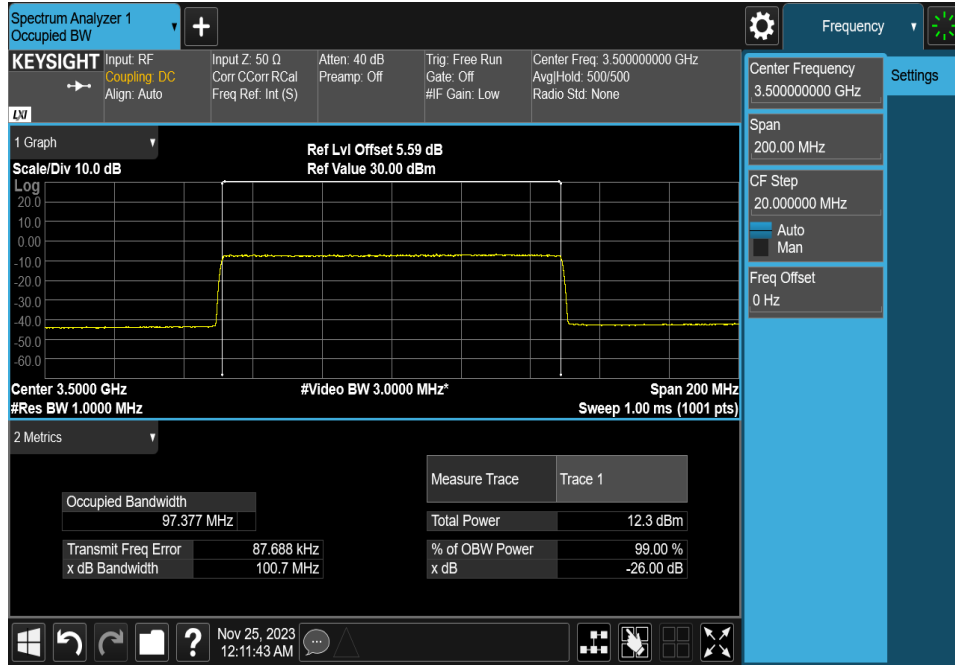 Spectrum Analyzer 1
Occupied BW
+
Frequency
KEYSIGHT
LXI
Input: RF
Coupling: DC
Align: Auto
Input Z: 50 Ω
Corr CCorr RCal
Freq Ref: Int (S)
Atten: 40 dB
Preamp: Off
Trig: Free Run
Gate: Off
#IF Gain: Low
Center Freq: 3.500000000 GHz
Avg|Hold: 500/500
Radio Std: None
Center Frequency
3.500000000 GHz
Settings
Span
200.00 MHz
CF Step
20.000000 MHz
Auto
Man
Freq Offset
0 Hz
1 Graph
Scale/Div 10.0 dB
Ref Lvl Offset 5.59 dB
Ref Value 30.00 dBm
Log
20.0
10.0
0.00
-10.0
-20.0
-30.0
-40.0
-50.0
-60.0
Center 3.5000 GHz
#Video BW 3.0000 MHz*
Span 200 MHz
#Res BW 1.0000 MHz
Sweep 1.00 ms (1001 pts)
2 Metrics
Measure Trace Trace 1
Occupied Bandwidth
97.377 MHz
Total Power 12.3 dBm
Transmit Freq Error 87.688 kHz
% of OBW Power 99.00 %
x dB Bandwidth 100.7 MHz
x dB -26.00 dB
?
Nov 25, 2023
12:11:43 AM